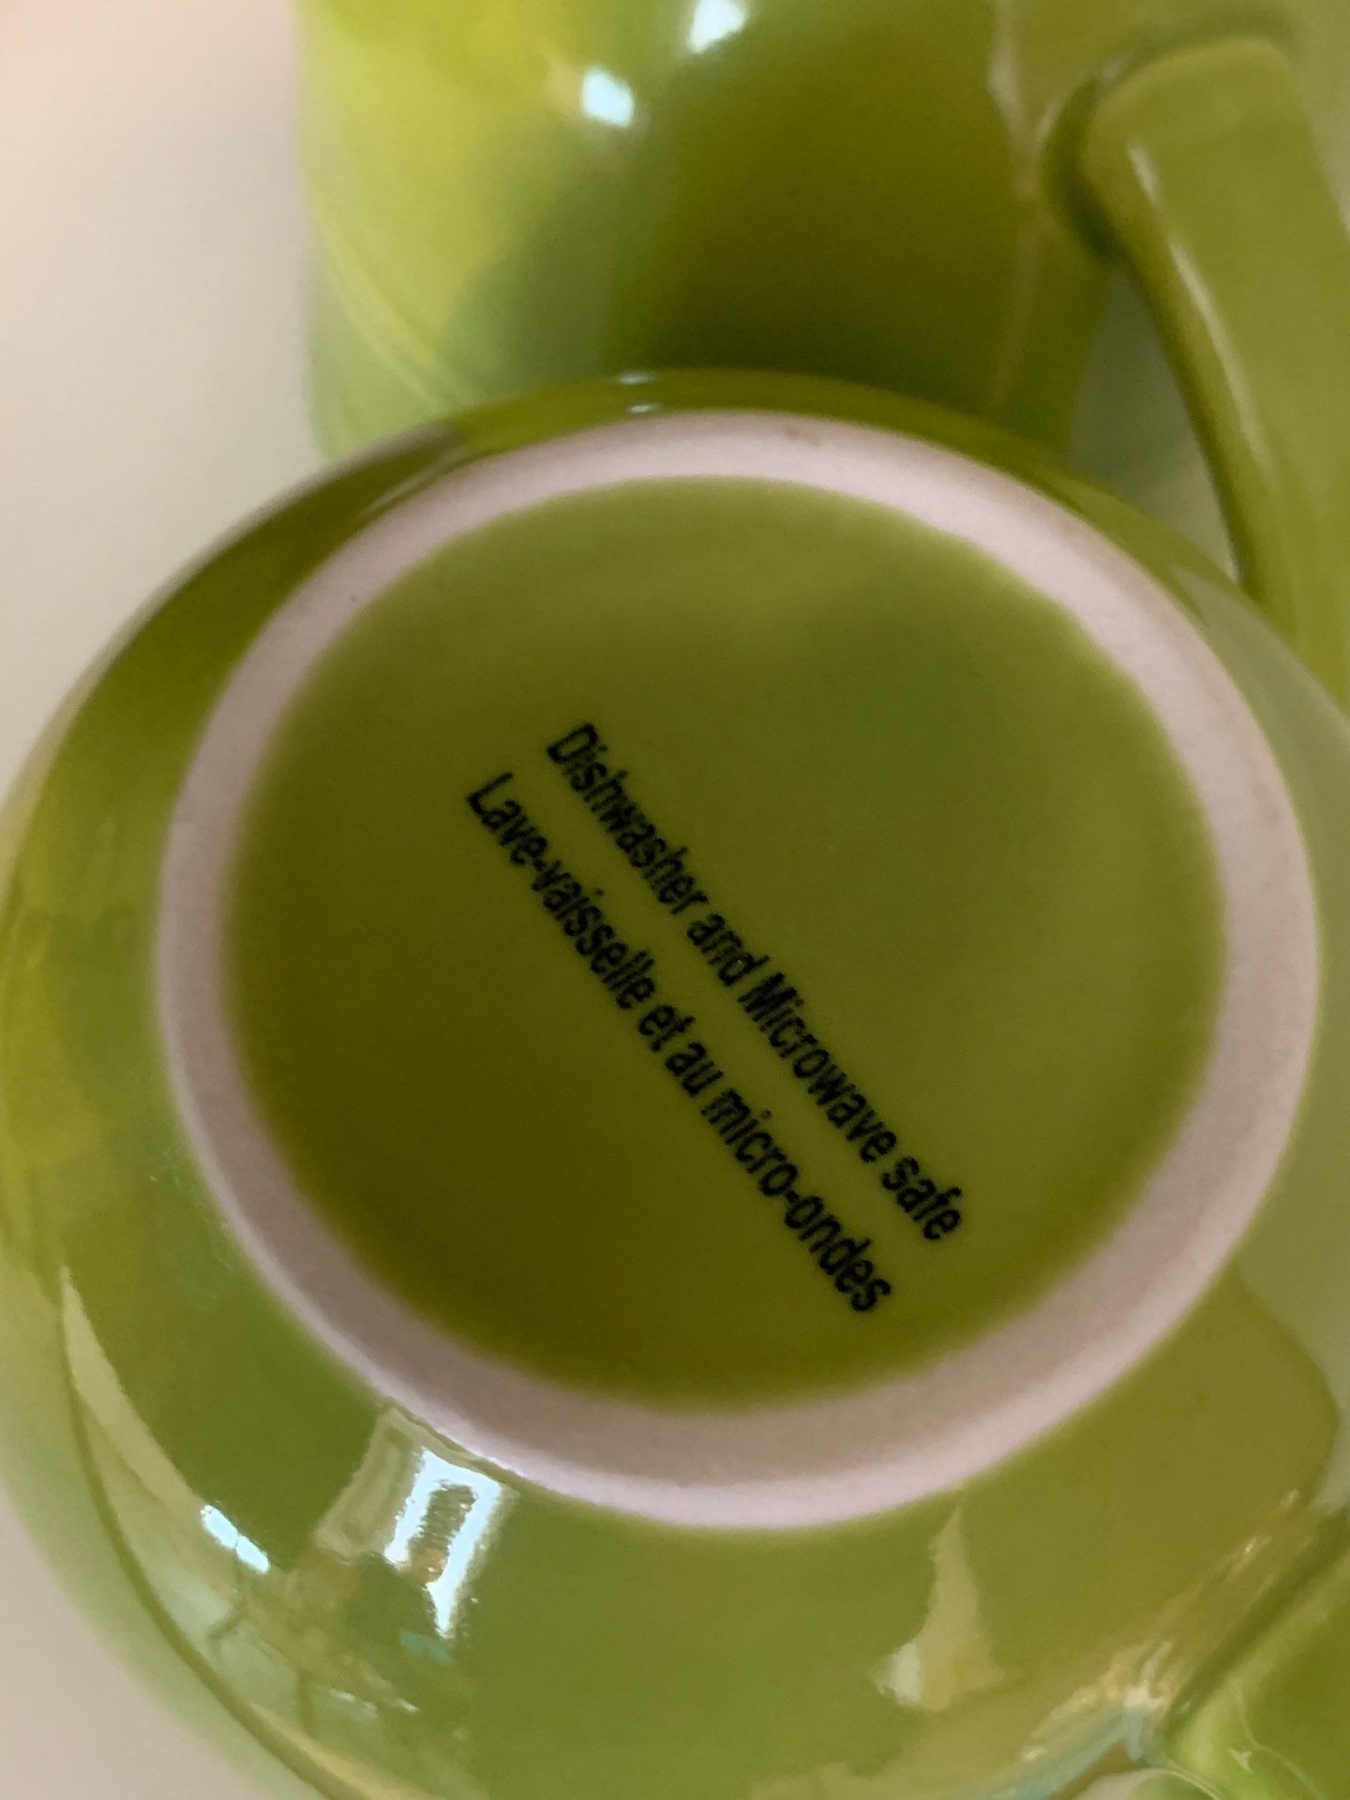 Dishwasher and Microwave safe
Lave-vaisselle et au micro-ondes